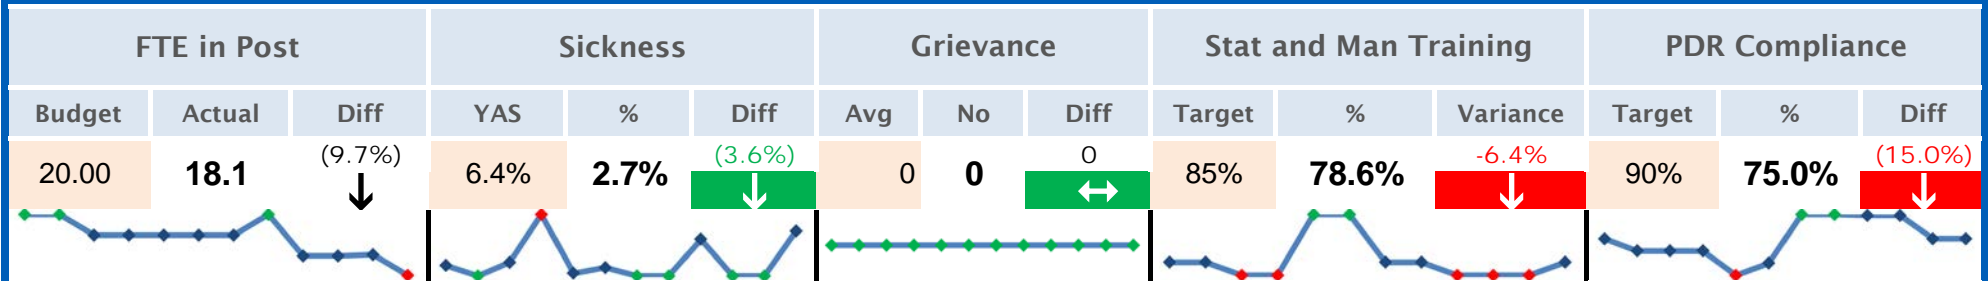 FTE in Post Sickness Grievance Stat and Man Training PDR Compliance
Budget Actual Diff YAS % Diff Avg No Diff Target % Variance Target % Diff
20.00 18.1 (9.7%) 6.4% 2.7% (3.6%) 0 0 0 85% 78.6% -6.4% 90% 75.0% (15.0%)